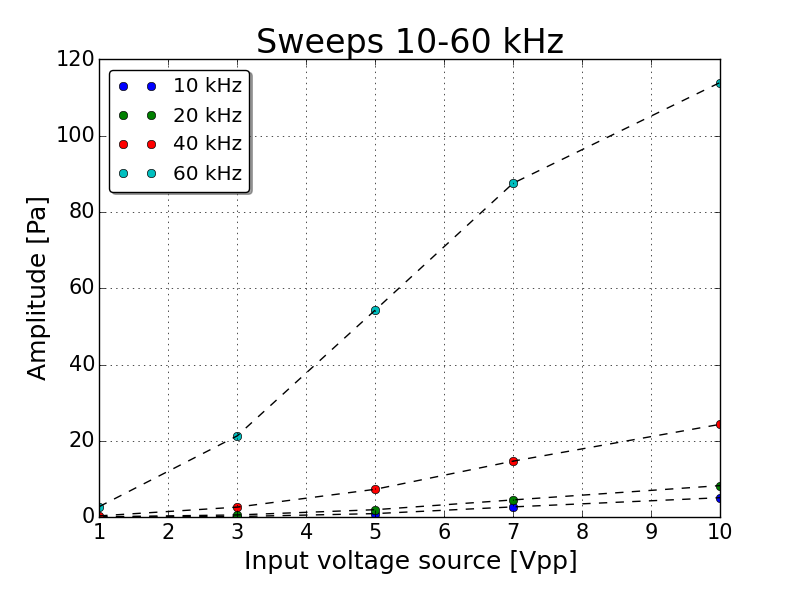 Sweeps 10-60 kHz
10 kHz
20 kHz
40 kHz
60 kHz
Amplitude [Pa]
120
100
80
60
40
20
0
1 2 3 4 5 6 7 8 9 10
Input voltage source [Vpp]